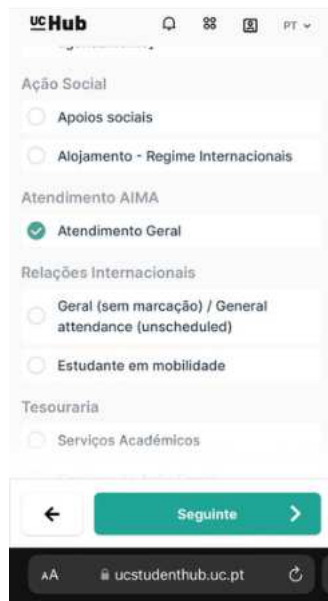 UC Hub
PT
Ação Social
Apoios sociais
Alojamento - Regime Internacionais
Atendimento AIMA
Atendimento Geral
Relações Internacionais
Geral (sem marcação) / General
attendance (unscheduled)
Estudante em mobilidade
Tesouraria
Serviços Académicos
Seguinte
AA
ucstudenthub.uc.pt